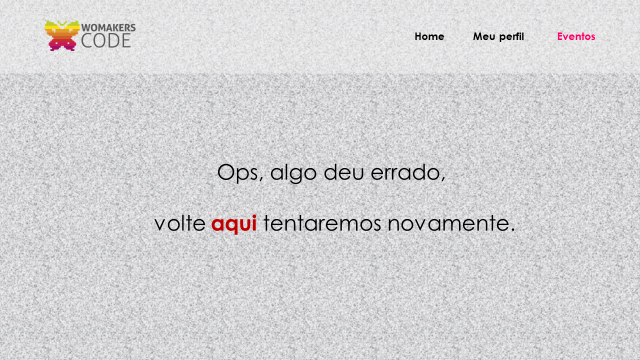 WOMAKERS
CODE
Home Meu perfil Eventos
Ops, algo deu errado,
volte aqui tentaremos novamente.